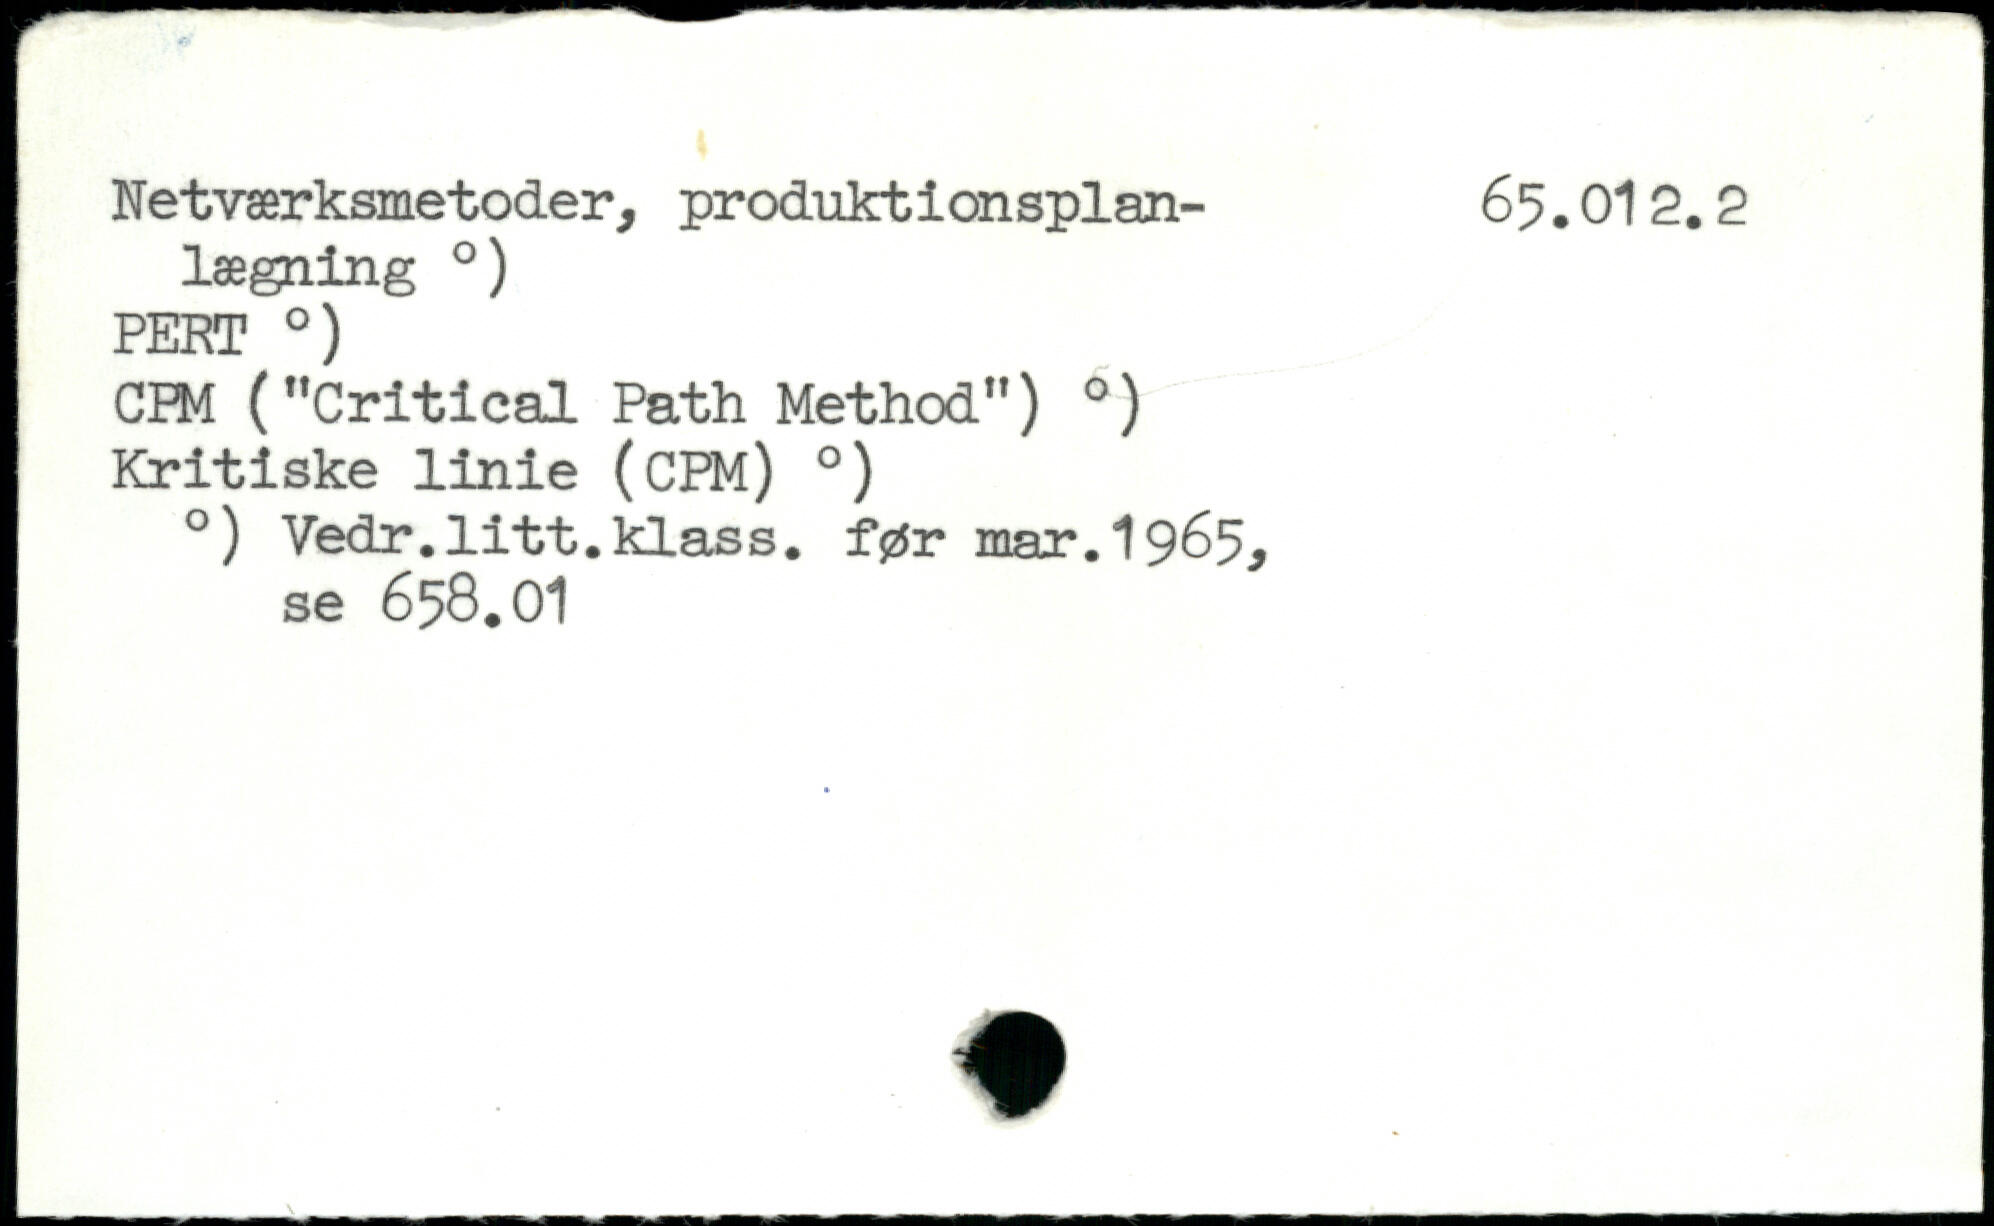 Netværksmetoder, produktionsplan-  65.012.2
lægning °)
PERT °)
CPM ("Critical Path Method") °)
Kritiske linie (CPM) °)
°) Vedr.litt.klass. før mar.1965,
se 658.01